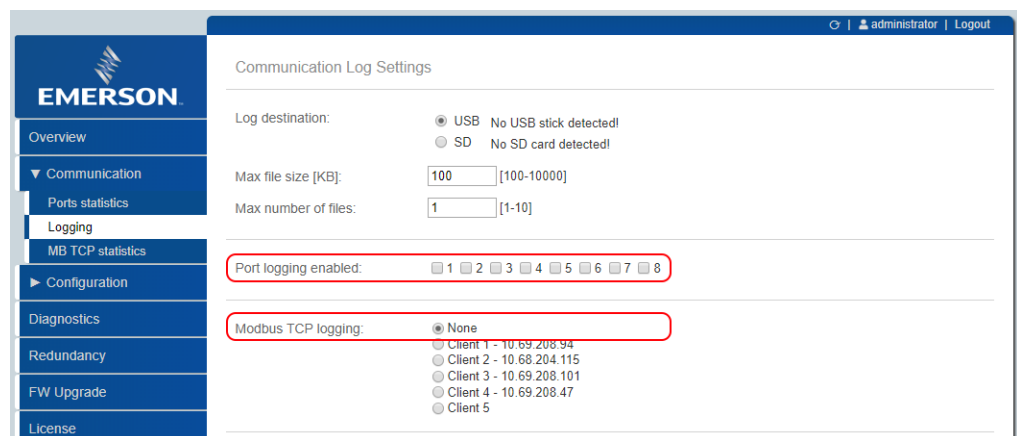 administrator | Logout
EMERSON
Overview
▼ Communication
Ports statistics
Logging
MB TCP statistics
► Configuration
Diagnostics
Redundancy
FW Upgrade
License
Communication Log Settings
Log destination:
USB No USB stick detected!
SD No SD card detected!
Max file size [KB]: 100 [100-10000]
Max number of files: 1 [1-10]
Port logging enabled: 1 2 3 4 5 6 7 8
Modbus TCP logging: None
Client 1 - 10.69.208.94
Client 2 - 10.68.204.115
Client 3 - 10.69.208.101
Client 4 - 10.69.208.47
Client 5